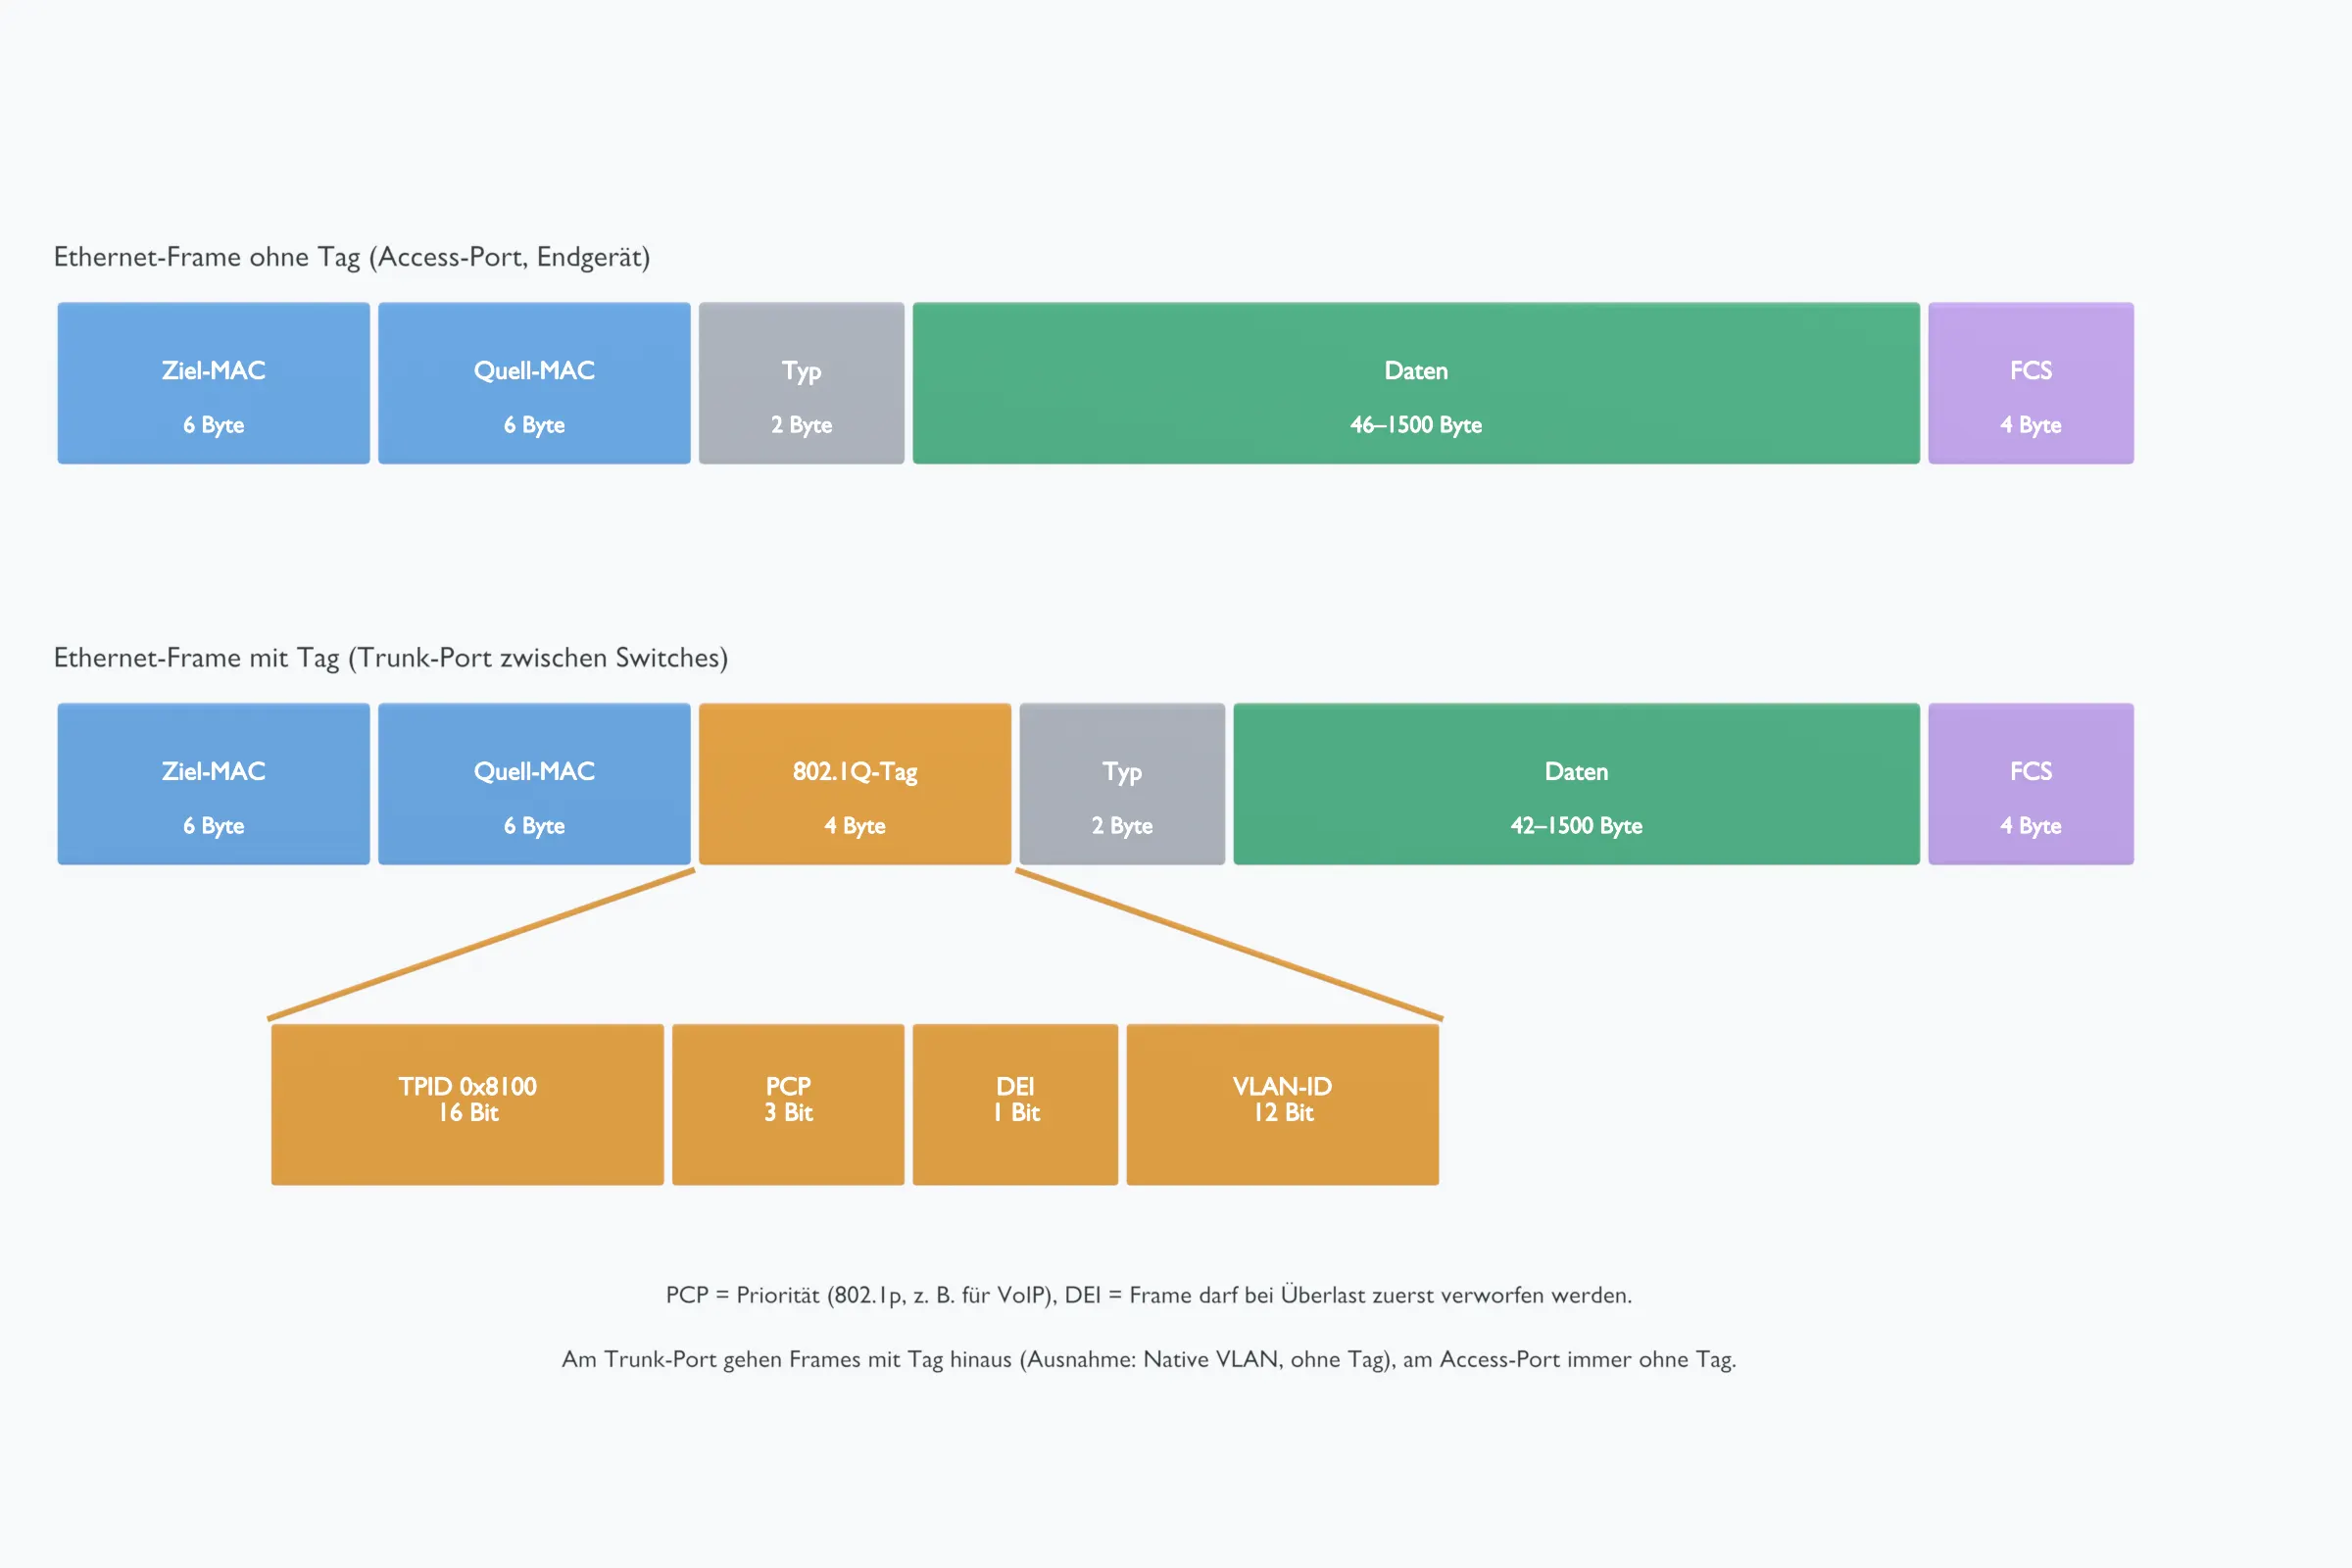 Ethernet-Frame ohne Tag (Access-Port, Endgerät)
Ziel-MAC
6 Byte
Quell-MAC
6 Byte
Typ
2 Byte
Daten
46–1500 Byte
FCS
4 Byte
Ethernet-Frame mit Tag (Trunk-Port zwischen Switches)
Ziel-MAC
6 Byte
Quell-MAC
6 Byte
802.1Q-Tag
4 Byte
Typ
2 Byte
Daten
42–1500 Byte
FCS
4 Byte
TPID 0x8100
16 Bit
PCP
3 Bit
DEI
1 Bit
VLAN-ID
12 Bit
PCP = Priorität (802.1p, z. B. für VoIP), DEI = Frame darf bei Überlast zuerst verworfen werden.
Am Trunk-Port gehen Frames mit Tag hinaus (Ausnahme: Native VLAN, ohne Tag), am Access-Port immer ohne Tag.